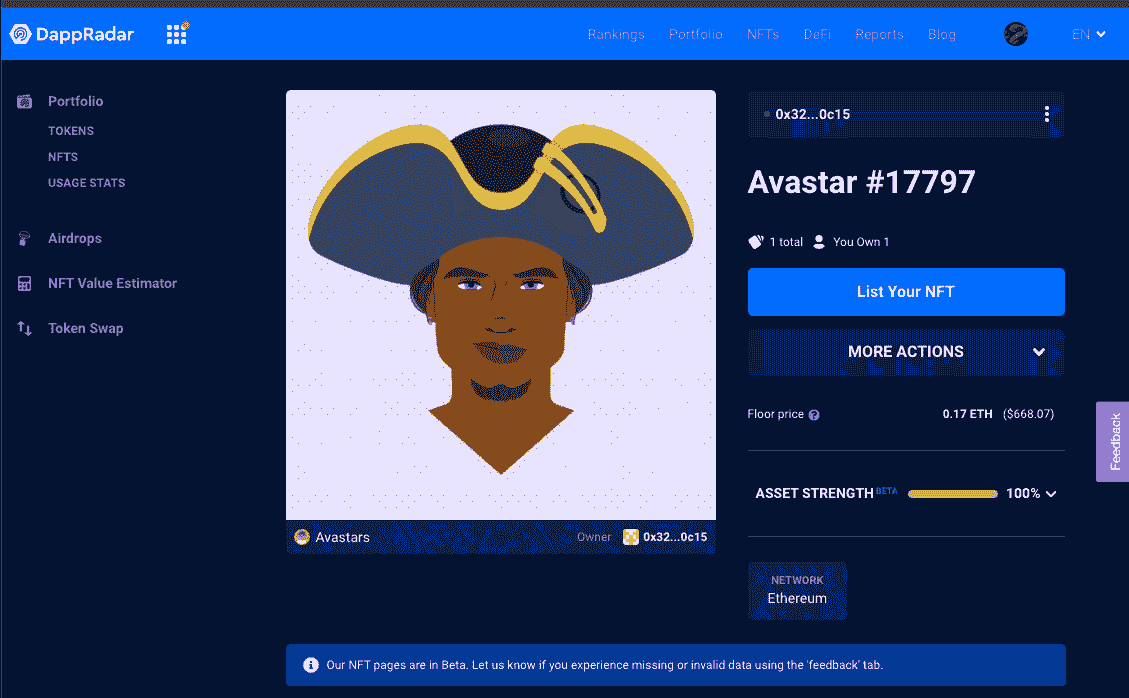 DappRadar
Rankings Portfolio NFTs DeFi Reports Blog EN
Portfolio
TOKENS
NFTS
USAGE STATS
Airdrops
NFT Value Estimator
Token Swap
Avastars Owner 0x32...0c15
0x32...0c15
Avastar #17797
1 total You Own 1
List Your NFT
MORE ACTIONS
Floor price ? 0.17 ETH ($668.07)
ASSET STRENGTH BETA 100%
NETWORK
Ethereum
Feedback
Our NFT pages are in Beta. Let us know if you experience missing or invalid data using the 'feedback' tab.